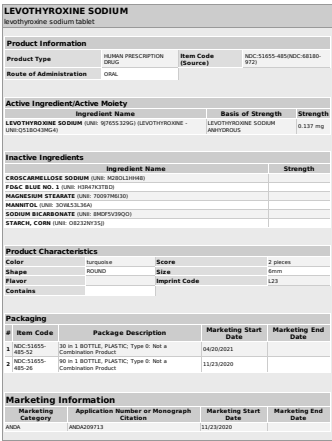 LEVOTHYROXINE SODIUM
levothyroxine sodium tablet
Product Information
Product Type HUMAN PRESCRIPTION DRUG Item Code (Source) NDC:51655-485(NDC:68180-972)
Route of Administration ORAL
Active Ingredient/Active Moiety
Ingredient Name Basis of Strength Strength
LEVOTHYROXINE SODIUM (UNII: 9J765S329G) (LEVOTHYROXINE - UNII:Q51BO43MG4) LEVOTHYROXINE SODIUM ANHYDROUS 0.137 mg
Inactive Ingredients
Ingredient Name Strength
CROSCARMELLOSE SODIUM (UNII: M28OL1HH48)
FD&C BLUE NO. 1 (UNII: H3R47K3TBD)
MAGNESIUM STEARATE (UNII: 70097M6I30)
MANNITOL (UNII: 3OWL53L36A)
SODIUM BICARBONATE (UNII: 8MDF5V39QO)
STARCH, CORN (UNII: O8232NY3SJ)
Product Characteristics
Color turquoise Score 2 pieces
Shape ROUND Size 6mm
Flavor Imprint Code L23
Contains
Packaging
# Item Code Package Description Marketing Start Date Marketing End Date
1 NDC:51655-485-52 30 in 1 BOTTLE, PLASTIC; Type 0: Not a Combination Product 04/20/2021
2 NDC:51655-485-26 90 in 1 BOTTLE, PLASTIC; Type 0: Not a Combination Product 11/23/2020
Marketing Information
Marketing Category Application Number or Monograph Citation Marketing Start Date Marketing End Date
ANDA ANDA209713 11/23/2020